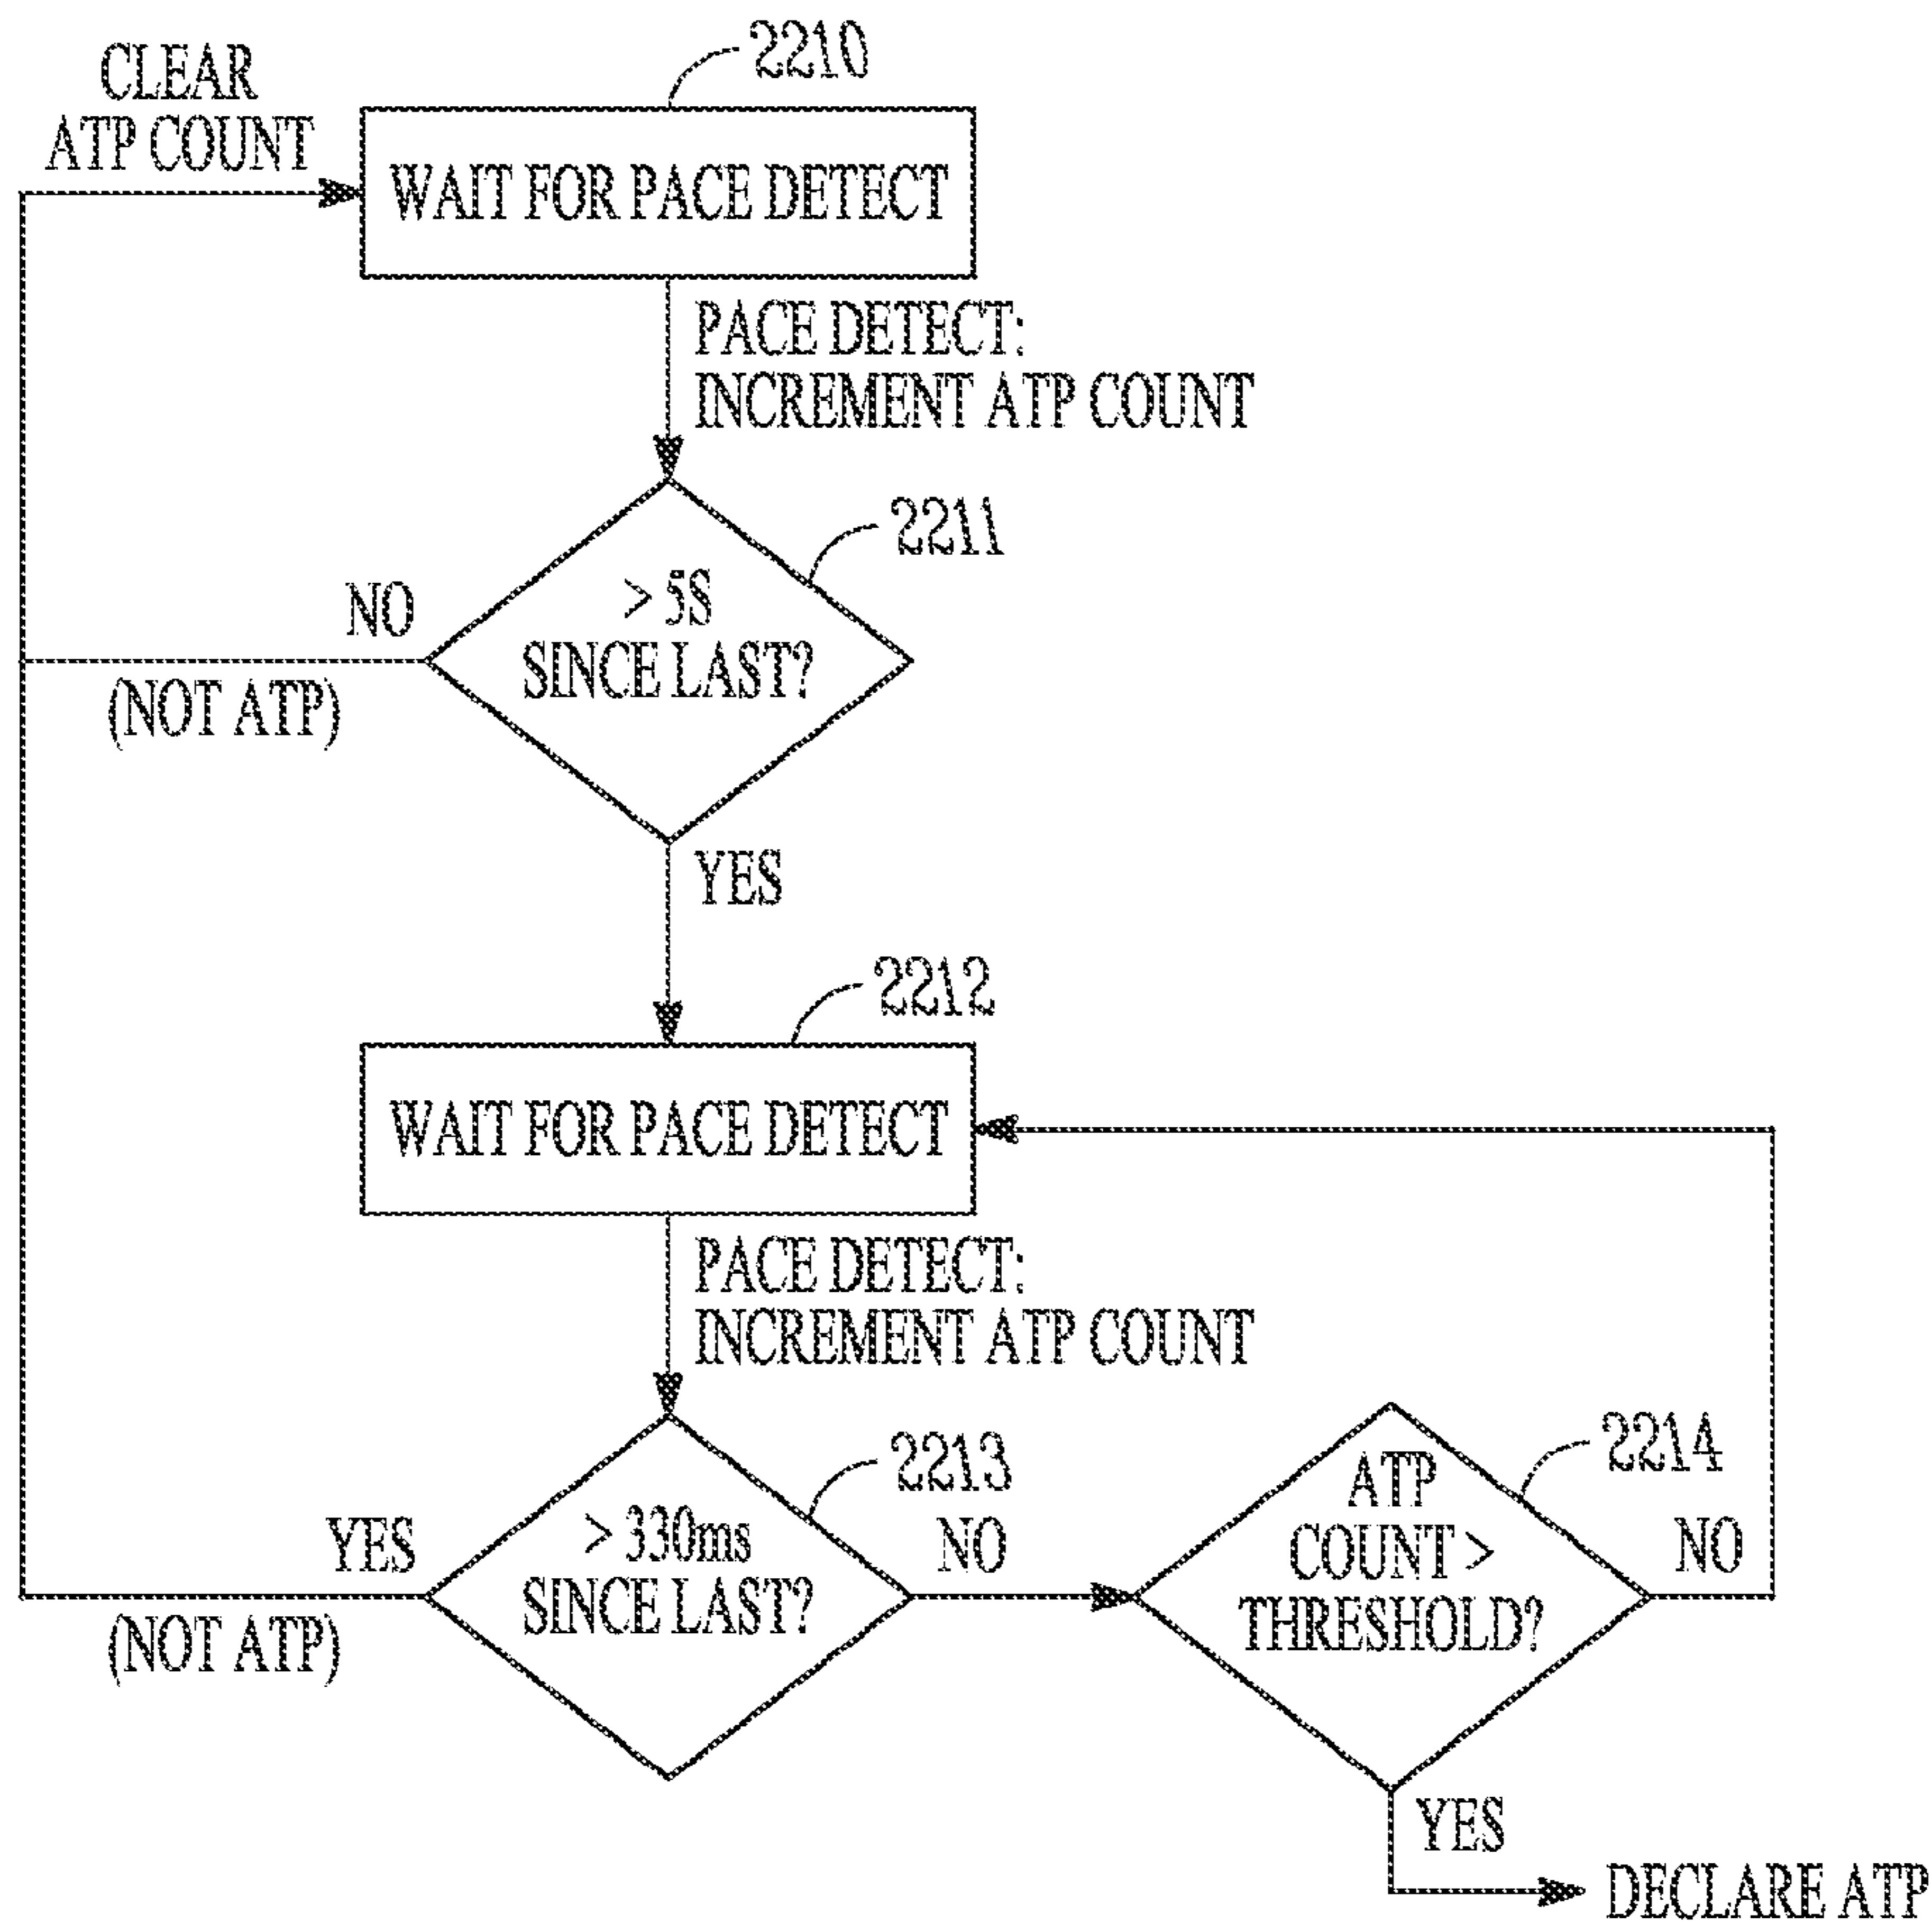 2210
CLEAR
ATP COUNT
WAIT FOR PACE DETECT
PACE DETECT:
INCREMENT ATP COUNT
2211
NO
> 5S
SINCE LAST?
(NOT ATP)
YES
2212
WAIT FOR PACE DETECT
PACE DETECT:
INCREMENT ATP COUNT
2213
2214
YES
> 330ms
SINCE LAST?
NO
ATP
COUNT >
THRESHOLD?
NO
(NOT ATP)
YES
DECLARE ATP